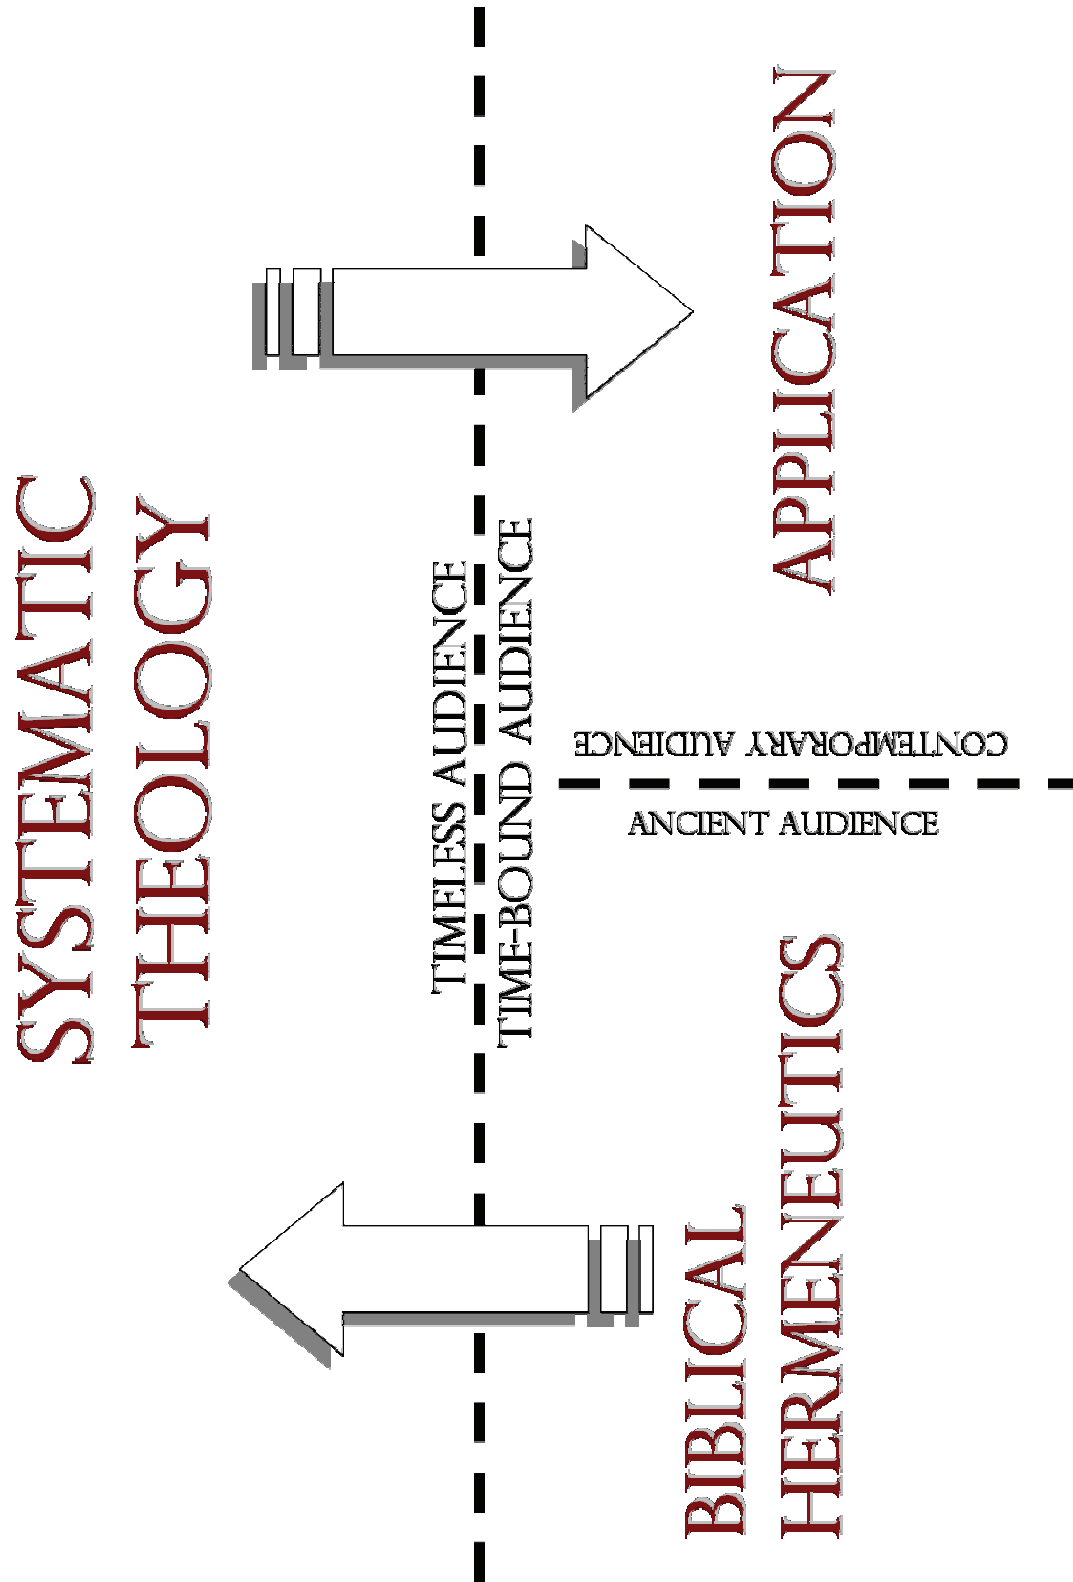 SYSTEMATIC
THEOLOGY
TIMELESS AUDIENCE
TIME-BOUND AUDIENCE
BIBLICAL
HERMENEUTICS
ANCIENT AUDIENCE
CONTEMPORARY AUDIENCE
APPLICATION